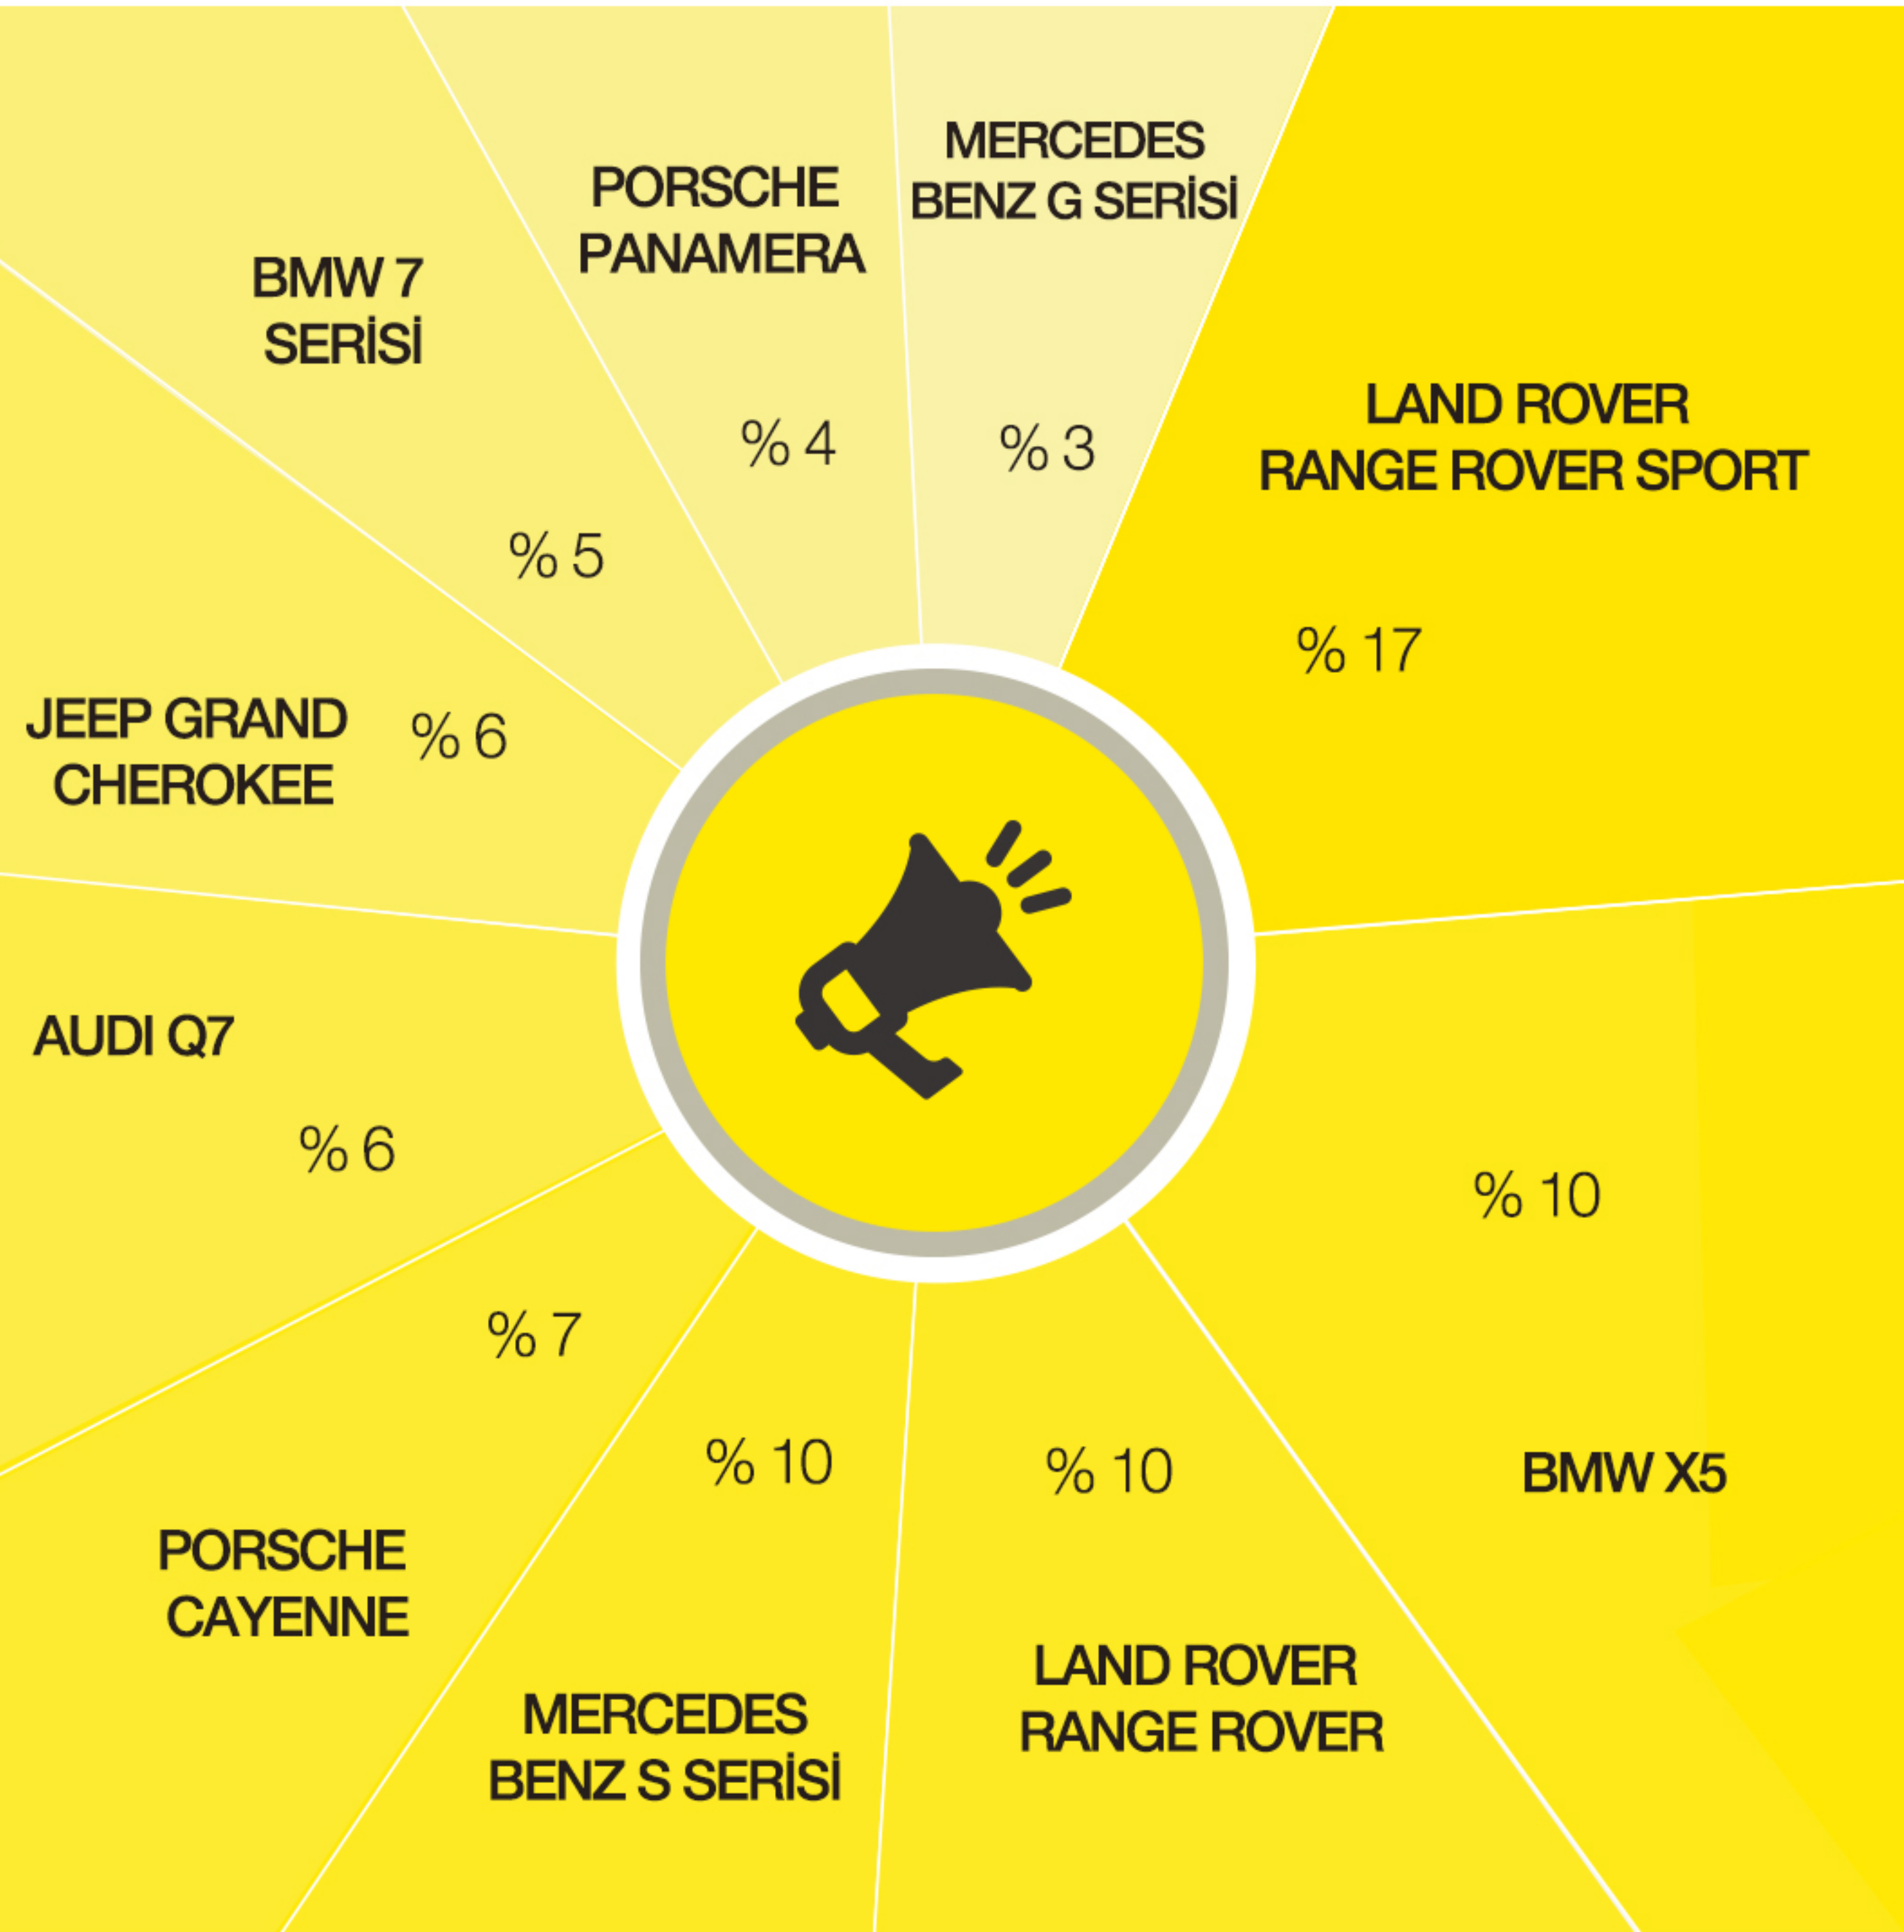 MERCEDES
BENZ G SERİSİ
% 3
LAND ROVER
RANGE ROVER SPORT
% 17
% 10
BMW X5
% 10
LAND ROVER
RANGE ROVER
% 10
MERCEDES
BENZ S SERİSİ
% 7
PORSCHE
CAYENNE
AUDI Q7
% 6
JEEP GRAND
CHEROKEE
% 6
BMW 7
SERİSİ
% 5
PORSCHE
PANAMERA
% 4